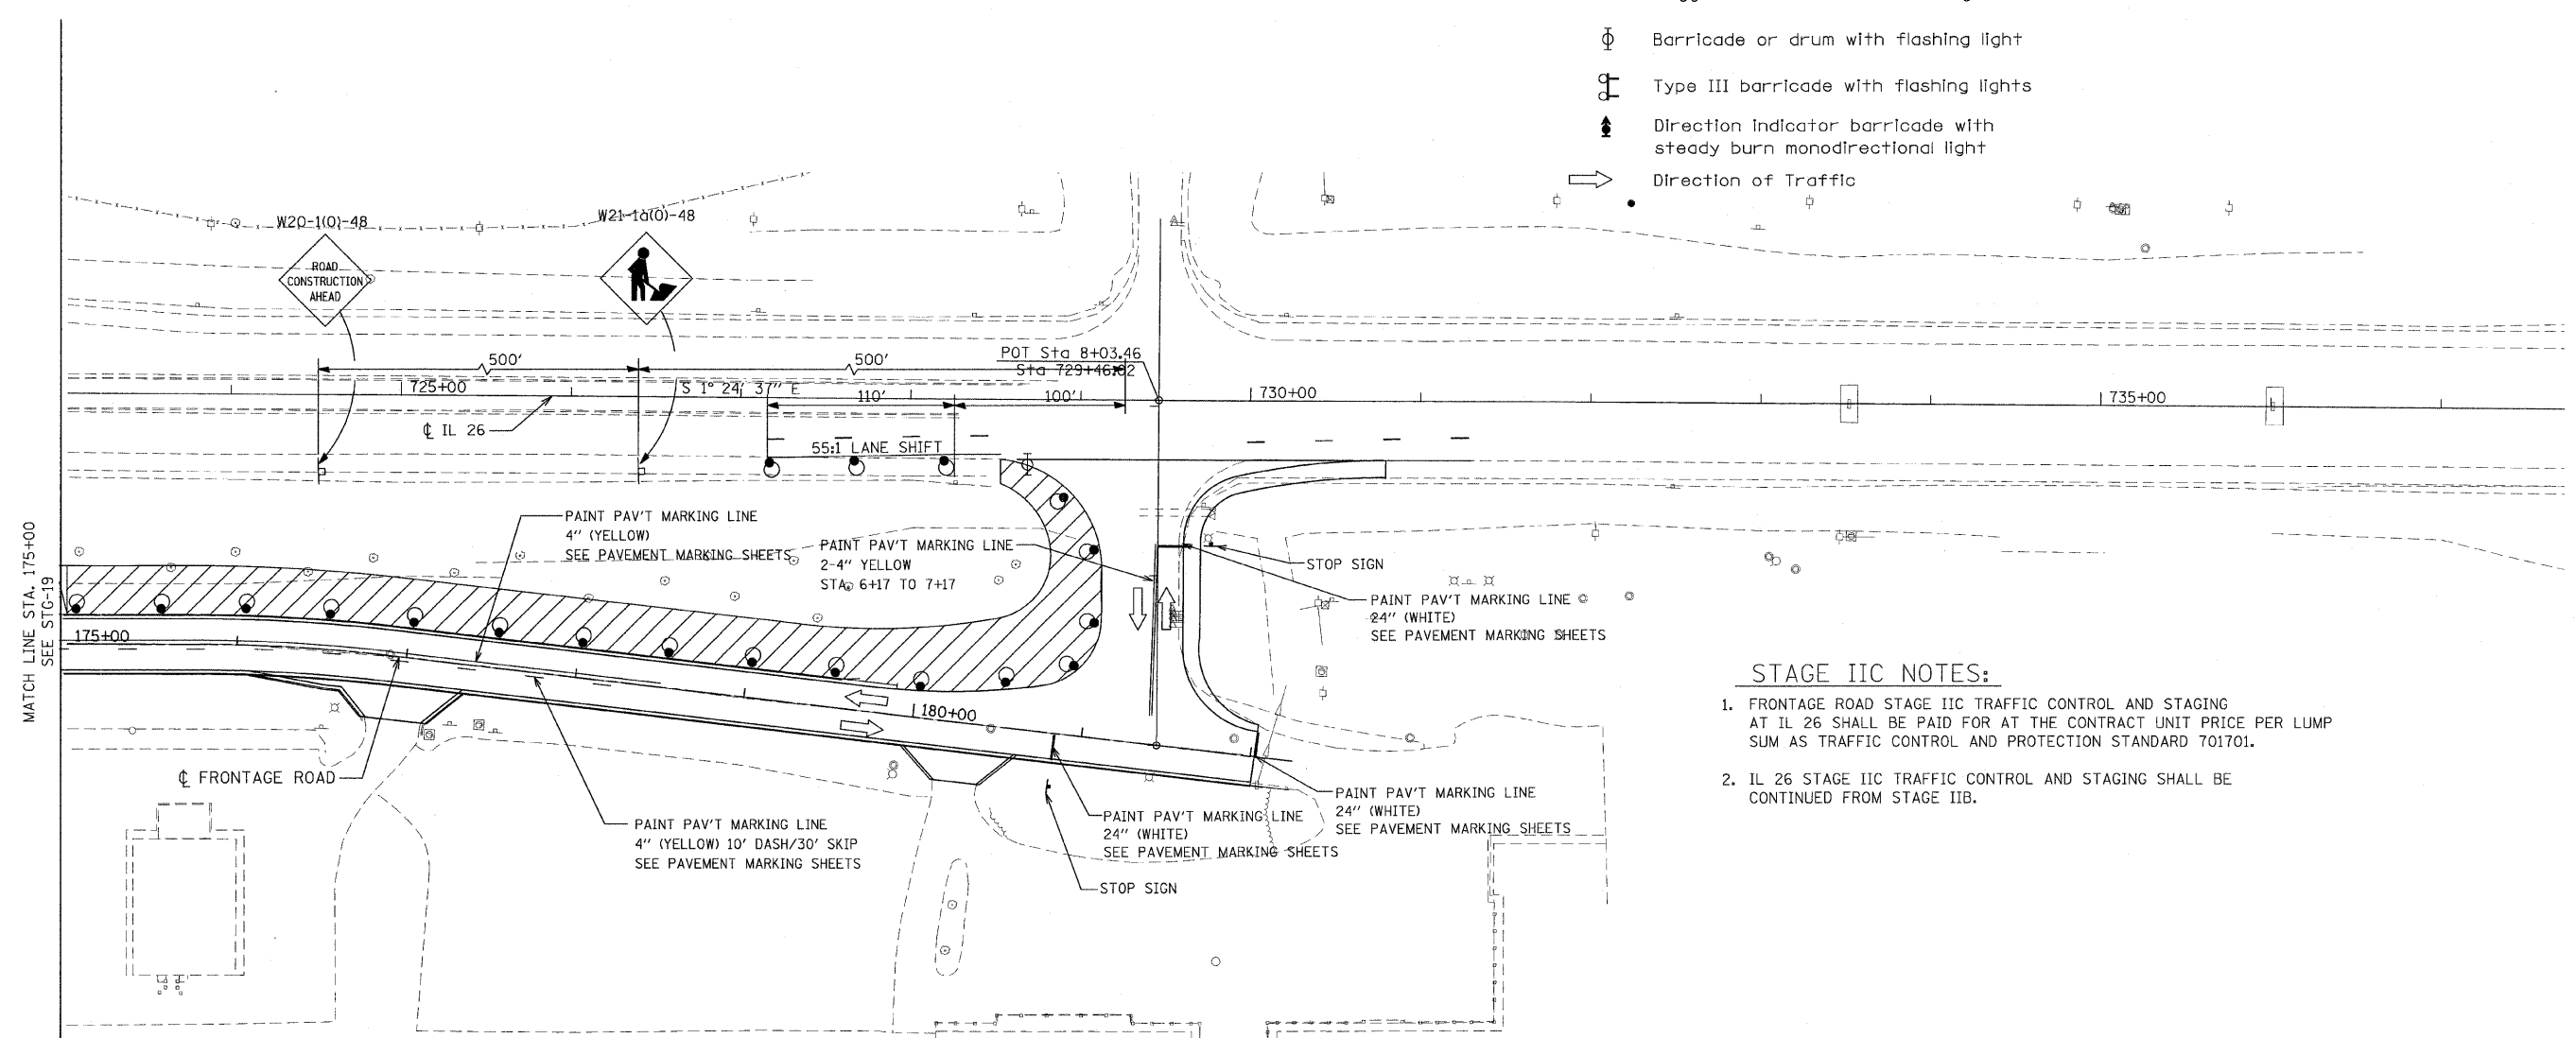 Barricade or drum with flashing light
Type III barricade with flashing lights
Direction indicator barricade with
steady burn monodirectional light
Direction of Traffic
W20-1(O)-48
W21-1a(O)-48
ROAD
CONSTRUCTION
AHEAD
500'
500'
POT Sta 8+03.46
Sta 729+46.02
725+00
S 1° 24' 37" E
110'
100'
730+00
735+00
℄ IL 26
55:1 LANE SHIFT
MATCH LINE STA. 175+00
SEE STG-19
PAINT PAV'T MARKING LINE
4" (YELLOW)
SEE PAVEMENT MARKING SHEETS
PAINT PAV'T MARKING LINE
2-4" YELLOW
STA. 6+17 TO 7+17
STOP SIGN
PAINT PAV'T MARKING LINE
24" (WHITE)
SEE PAVEMENT MARKING SHEETS
175+00
180+00
℄ FRONTAGE ROAD
PAINT PAV'T MARKING LINE
4" (YELLOW) 10' DASH/30' SKIP
SEE PAVEMENT MARKING SHEETS
PAINT PAV'T MARKING LINE
24" (WHITE)
SEE PAVEMENT MARKING SHEETS
PAINT PAV'T MARKING LINE
24" (WHITE)
SEE PAVEMENT MARKING SHEETS
STOP SIGN
STAGE IIC NOTES:
1. FRONTAGE ROAD STAGE IIC TRAFFIC CONTROL AND STAGING
AT IL 26 SHALL BE PAID FOR AT THE CONTRACT UNIT PRICE PER LUMP
SUM AS TRAFFIC CONTROL AND PROTECTION STANDARD 701701.
2. IL 26 STAGE IIC TRAFFIC CONTROL AND STAGING SHALL BE
CONTINUED FROM STAGE IIB.